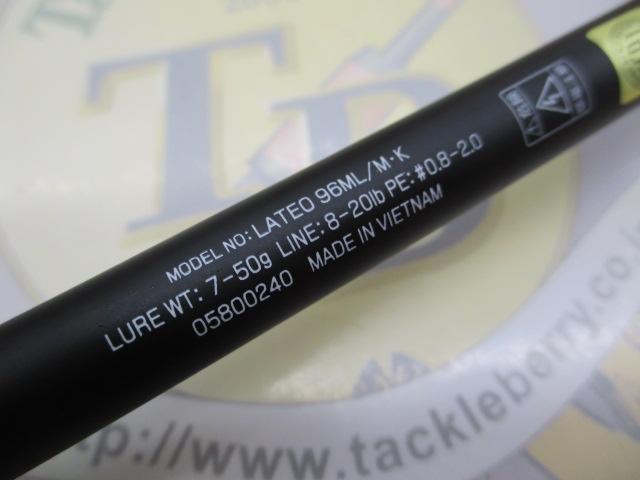 MODEL NO: LATEO 96ML/M・K
LURE WT: 7-50g LINE: 8-20lb PE: #0.8-2.0
05800240 MADE IN VIETNAM
http://www.tackleberry.co.j